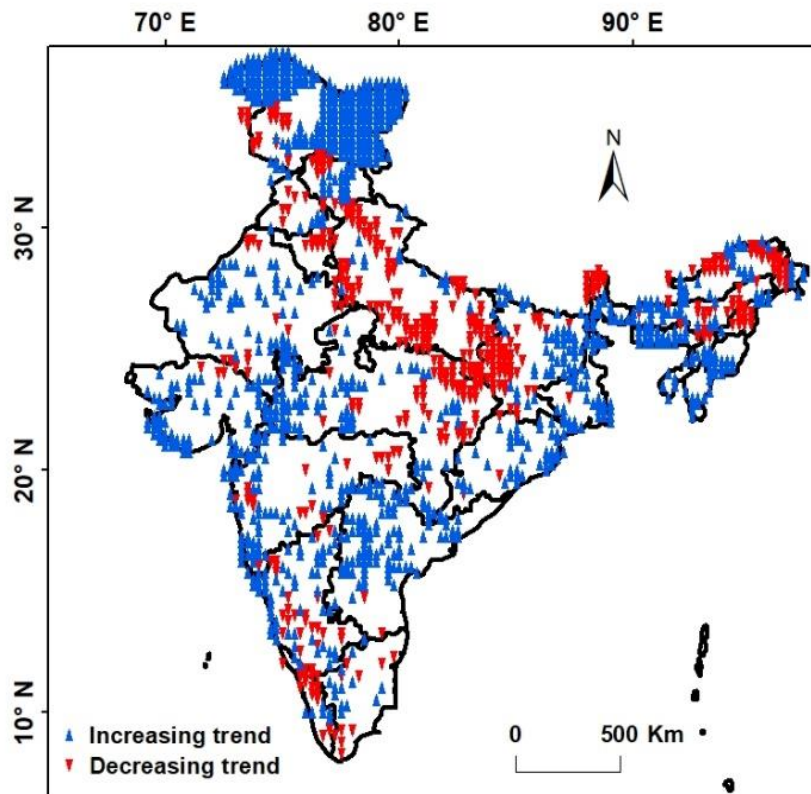 70° E 80° E 90° E
N
30° N
20° N
10° N
Increasing trend
Decreasing trend
0 500 Km